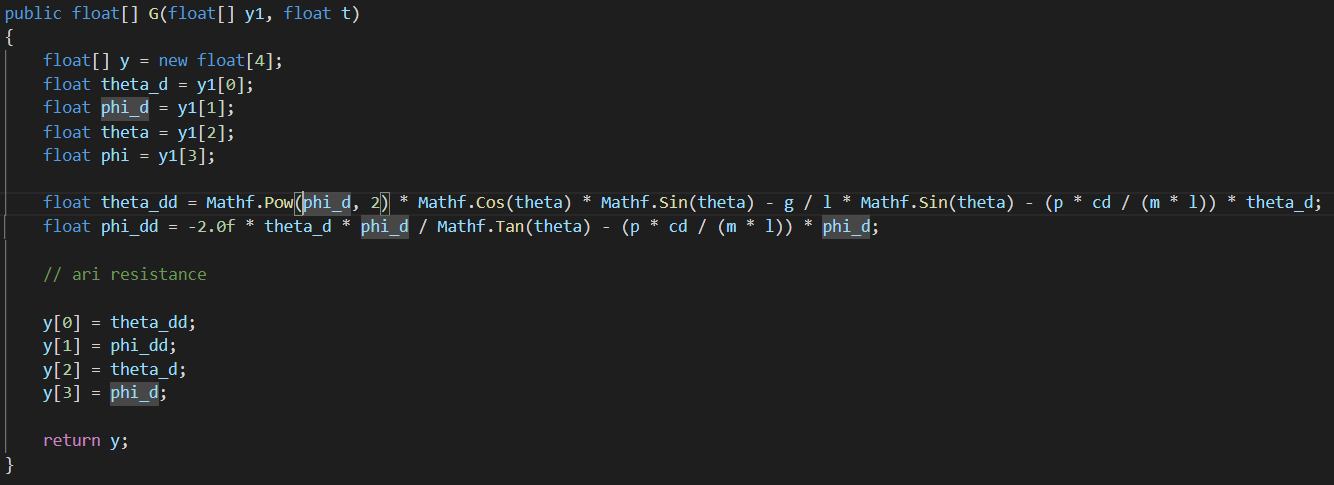 public float[] G(float[] y1, float t)
{
float[] y = new float[4];
float theta_d = y1[0];
float phi_d = y1[1];
float theta = y1[2];
float phi = y1[3];
float theta_dd = Mathf.Pow(phi_d, 2) * Mathf.Cos(theta) * Mathf.Sin(theta) - g / l * Mathf.Sin(theta) - (p * cd / (m * l)) * theta_d;
float phi_dd = -2.0f * theta_d * phi_d / Mathf.Tan(theta) - (p * cd / (m * l)) * phi_d;
// ari resistance
y[0] = theta_dd;
y[1] = phi_dd;
y[2] = theta_d;
y[3] = phi_d;
return y;
}